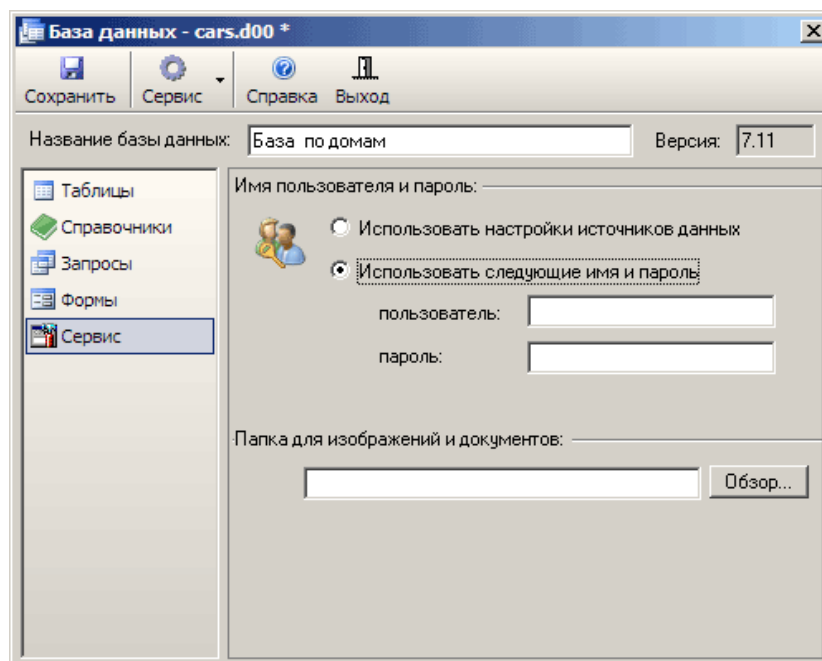 База данных - cars.d00 *
Сохранить Сервис Справка Выход
Название базы данных: База по домам Версия: 7.11
Таблицы
Справочники
Запросы
Формы
Сервис
Имя пользователя и пароль:
Использовать настройки источников данных
Использовать следующие имя и пароль
пользователь:
пароль:
Папка для изображений и документов:
Обзор...